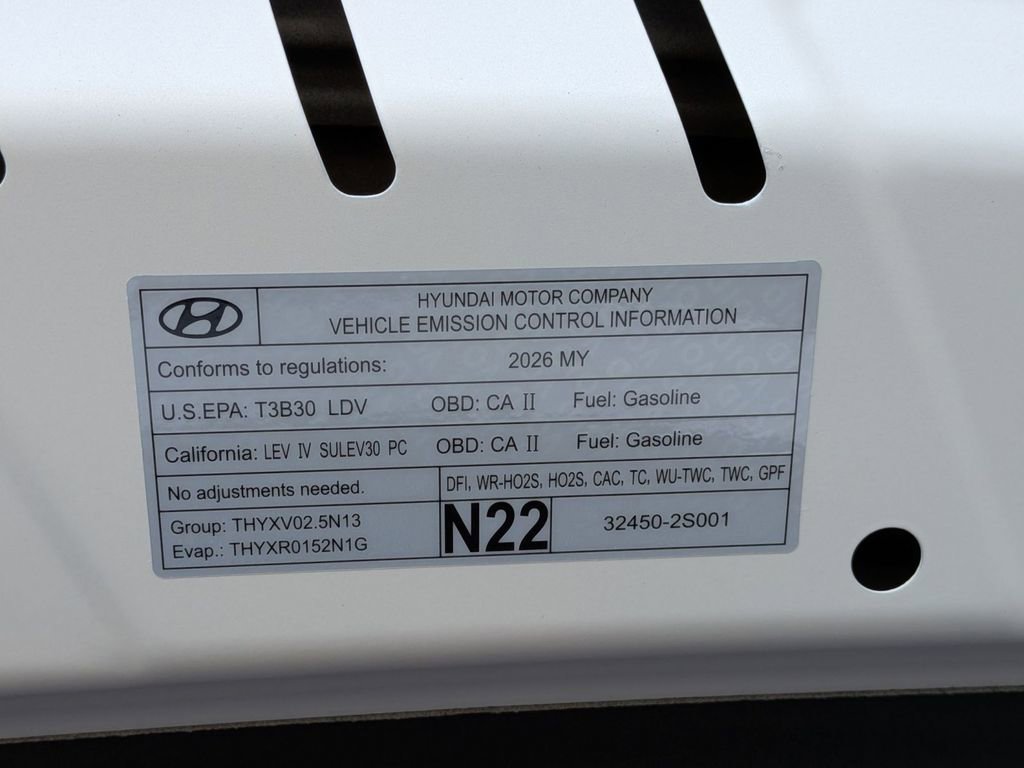 HYUNDAI MOTOR COMPANY
VEHICLE EMISSION CONTROL INFORMATION
Conforms to regulations: 2026 MY
U.S.EPA: T3B30 LDV OBD: CA II Fuel: Gasoline
California: LEV IV SULEV30 PC OBD: CA II Fuel: Gasoline
No adjustments needed.
DFI, WR-HO2S, HO2S, CAC, TC, WU-TWC, TWC, GPF
Group: THYXV02.5N13
Evap.: THYXR0152N1G
N22
32450-2S001